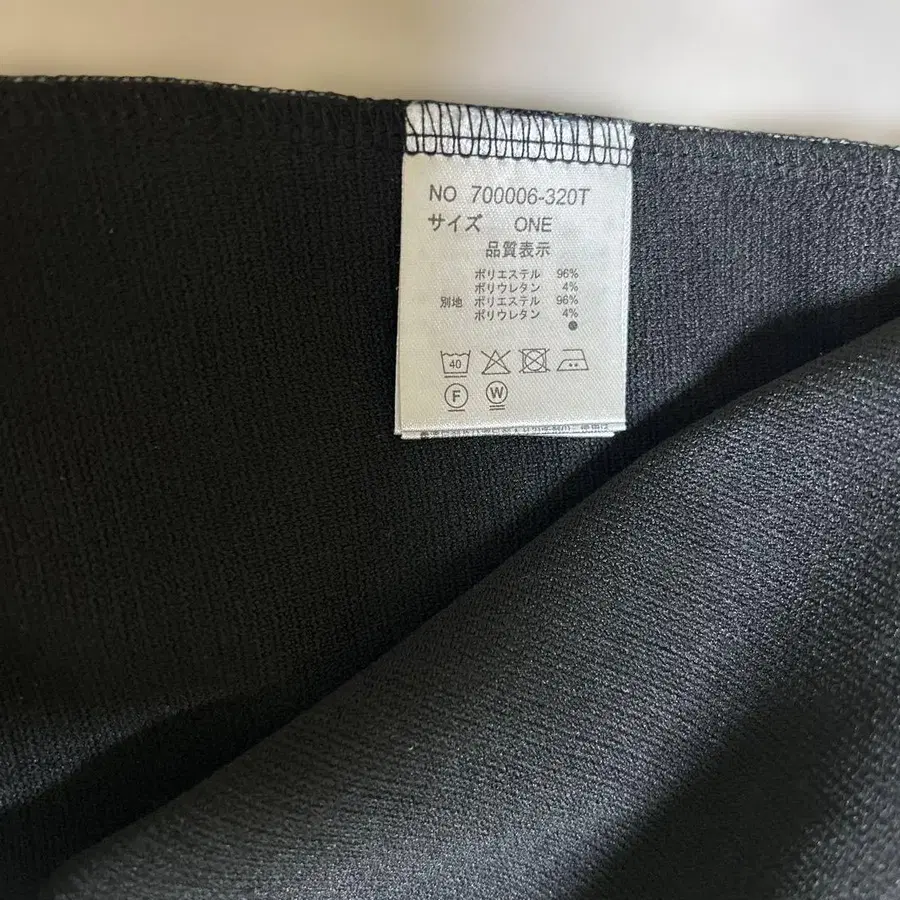 NO 700006-320T
サイズ ONE
品質表示
ポリエステル 96%
ポリウレタン 4%
別地 ポリエステル 96%
ポリウレタン 4%
40
F W